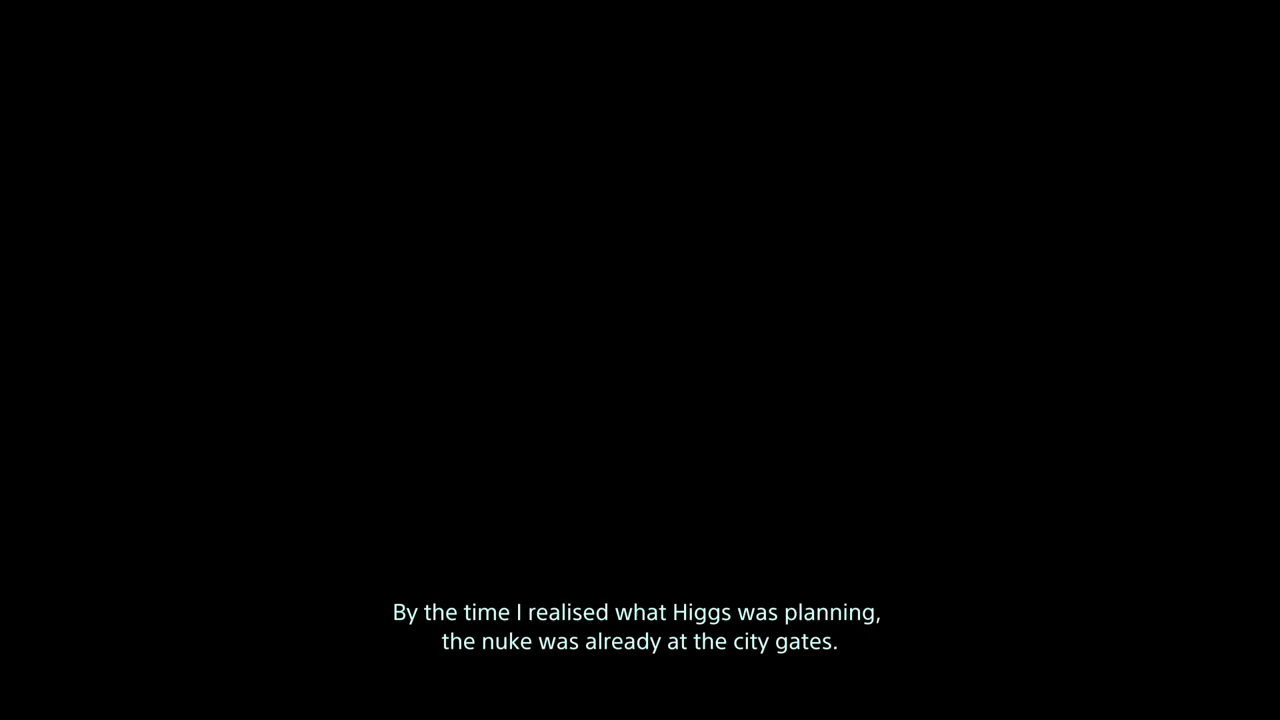 By the time I realised what Higgs was planning,
the nuke was already at the city gates.